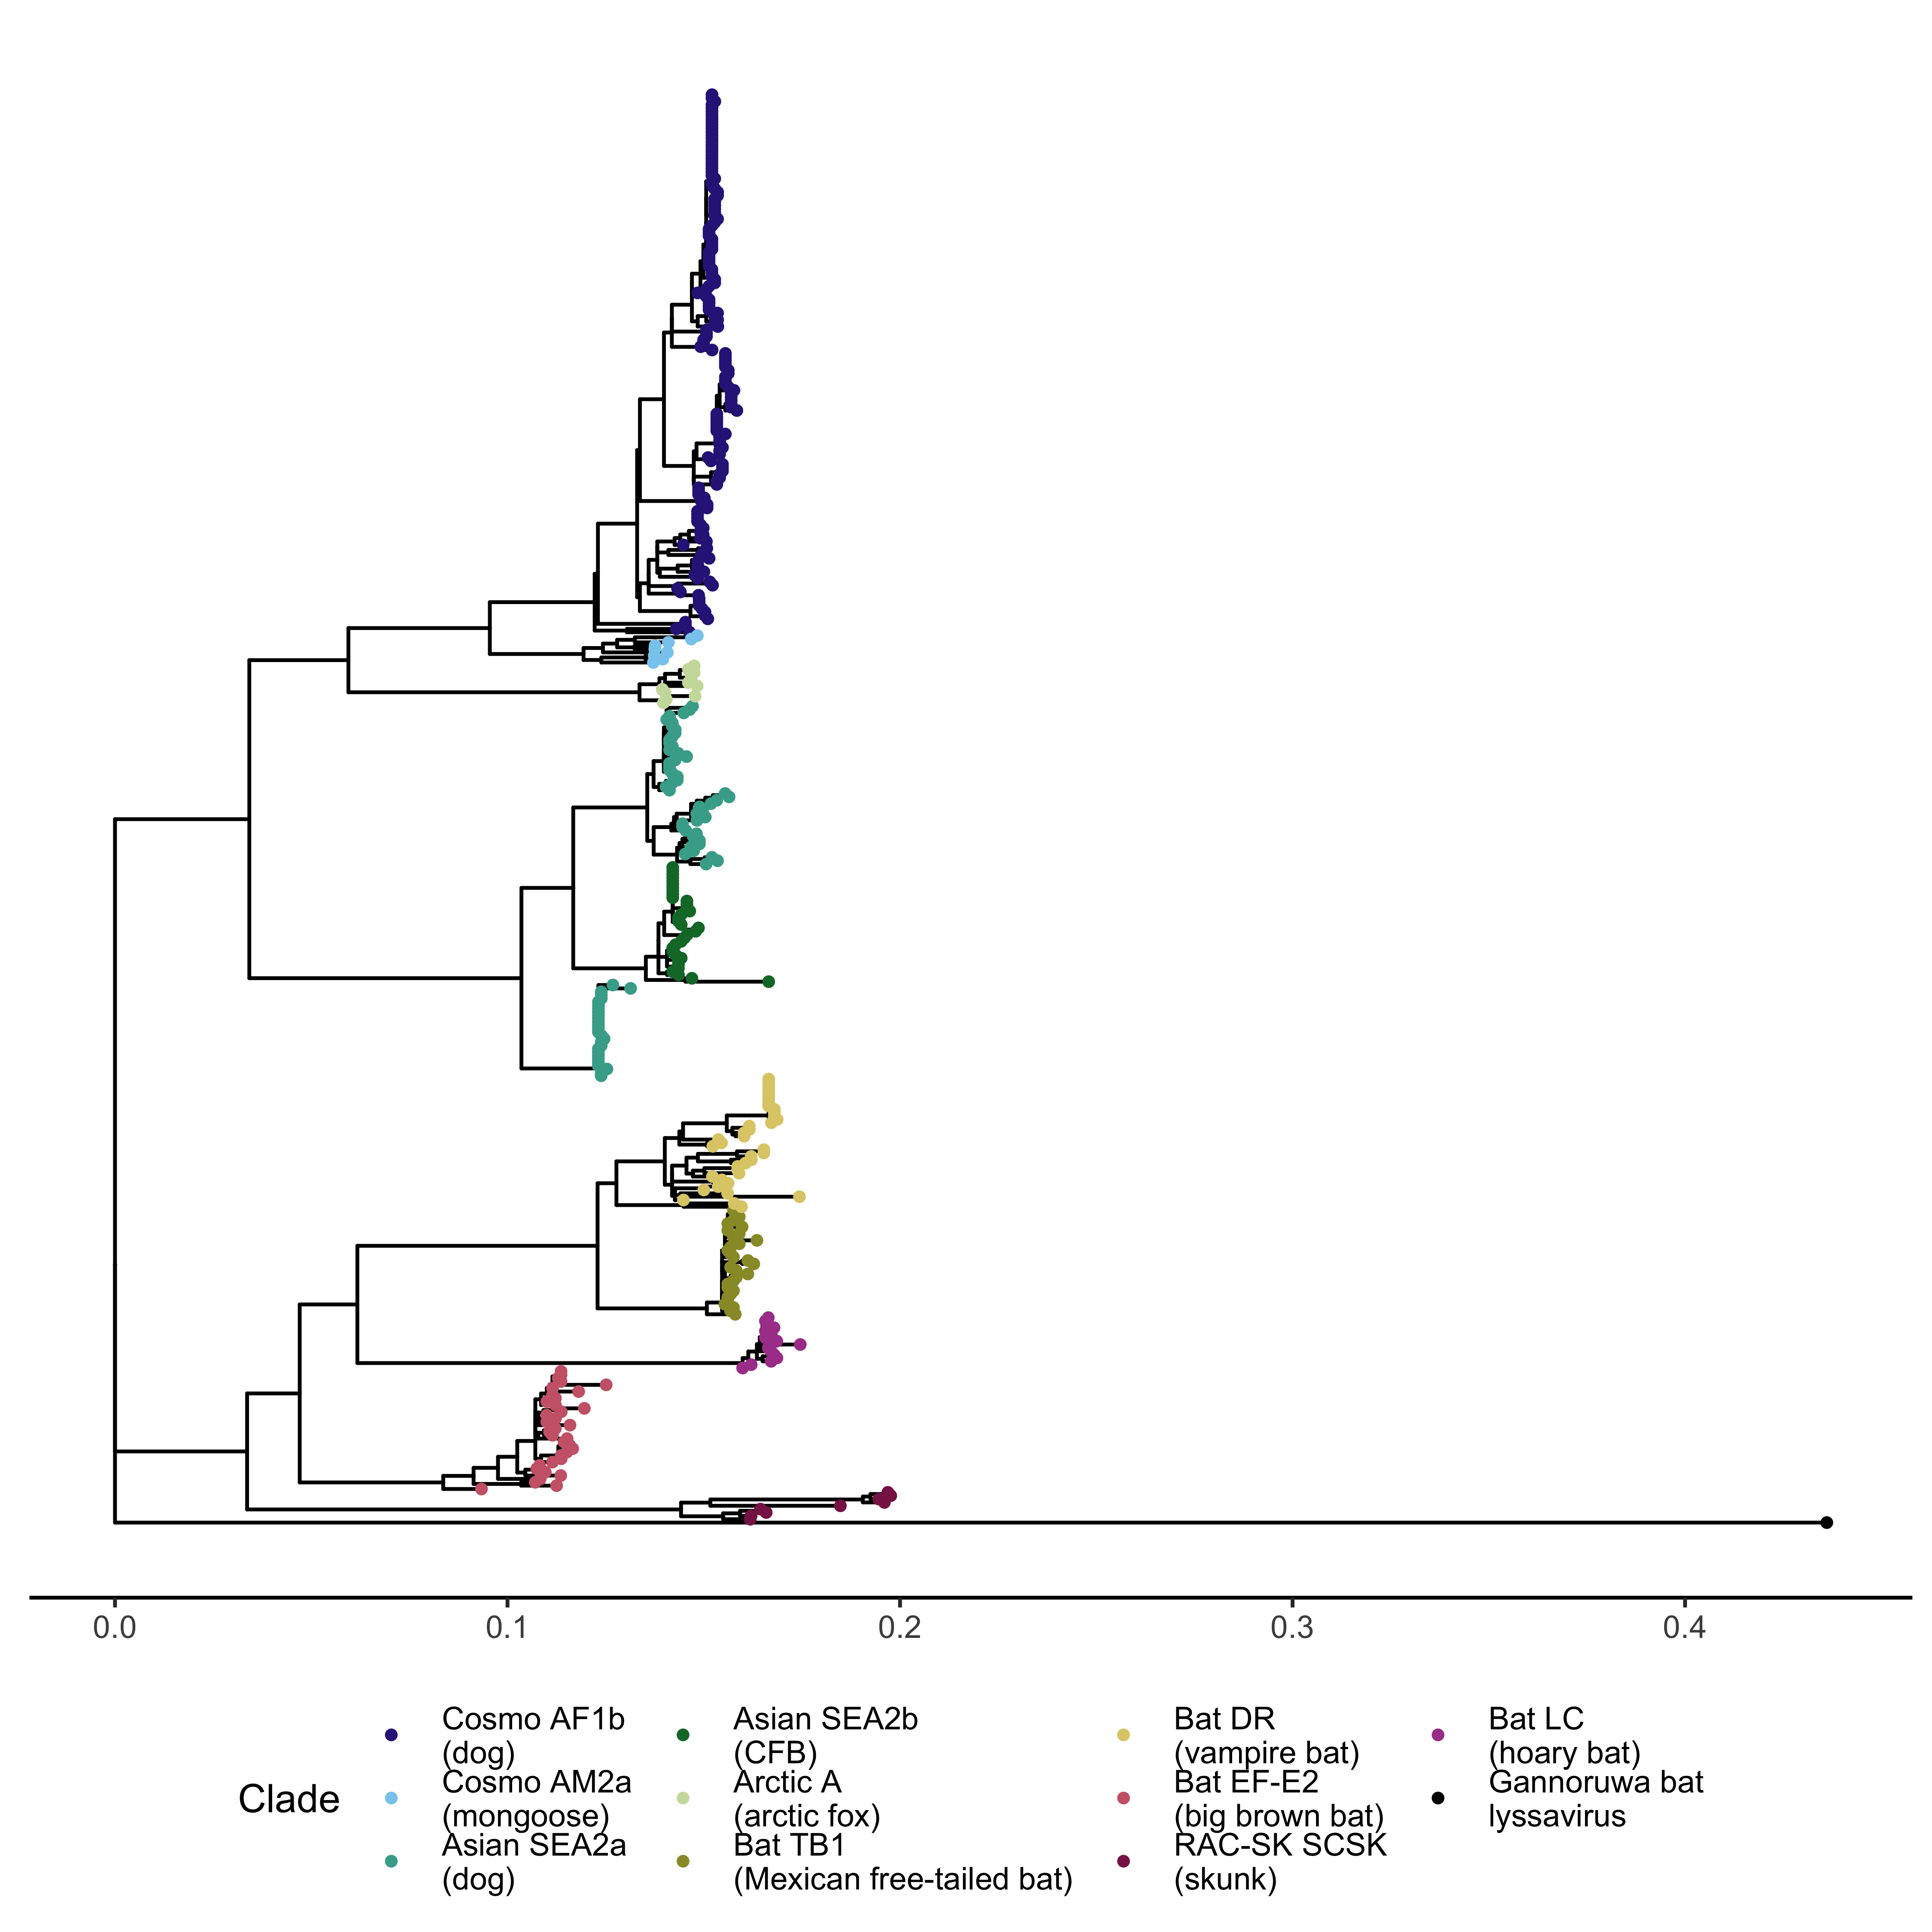 0.0 0.1 0.2 0.3 0.4
Clade
Cosmo AF1b
(dog)
Cosmo AM2a
(mongoose)
Asian SEA2a
(dog)
Asian SEA2b
(CFB)
Arctic A
(arctic fox)
Bat TB1
(Mexican free-tailed bat)
Bat DR
(vampire bat)
Bat EF-E2
(big brown bat)
RAC-SK SCSK
(skunk)
Bat LC
(hoary bat)
Gannoruwa bat
lyssavirus